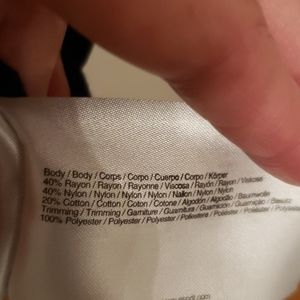 Body / Body / Corps / Corpo / Cuerpo / Corpo / Körper
40% Rayon / Rayon / Rayonne / Viscosa / Rayón / Rayon / Viskose
40% Nylon / Nylon / Nylon / Nylon / Nailon / Nylon / Nylon
20% Cotton / Cotton / Coton / Cotone / Algodón / Algodão / Baumwolle
Trimming / Trimming / Garniture / Guarnitura / Guarnición / Guarnição / Besatz
100% Polyester / Polyester / Polyester / Poliestere / Poliéster / Poliéster / Polyester